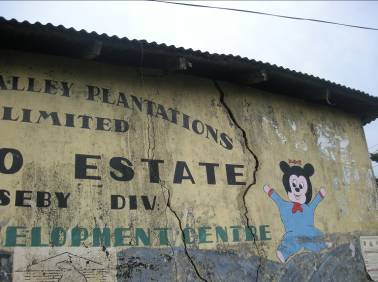 ALLEY PLANTATIONS
LIMITED
O ESTATE
SEBY DIV.
ELOPMENT CENTRE